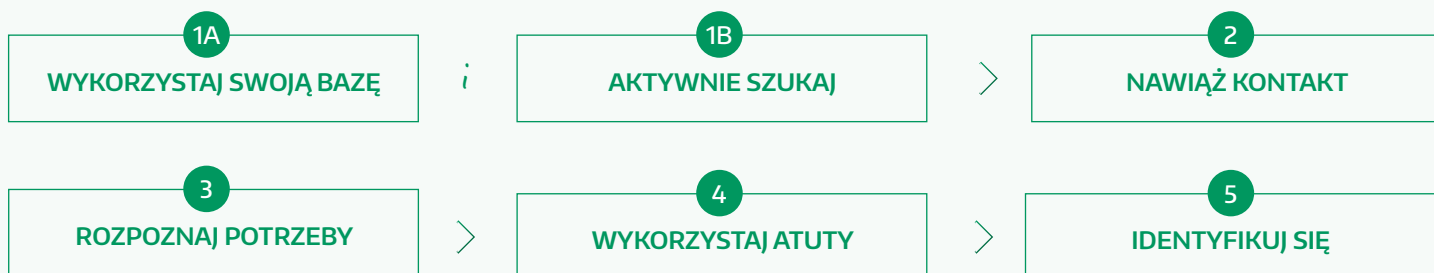 1A
WYKORZYSTAJ SWOJĄ BAZĘ
i
1B
AKTYWNIE SZUKAJ
>
2
NAWIĄŻ KONTAKT
3
ROZPOZNAJ POTRZEBY
>
4
WYKORZYSTAJ ATUTY
>
5
IDENTYFIKUJ SIĘ